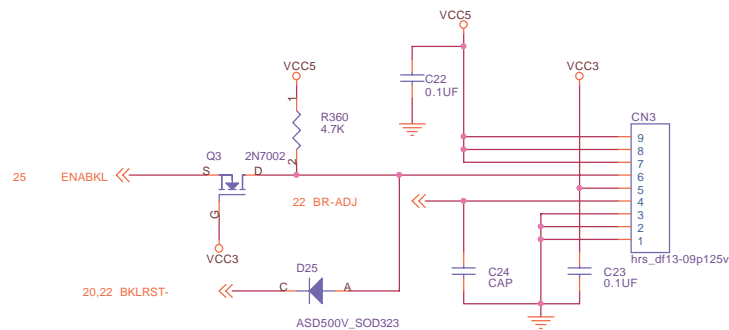 VCC5
VCC5
VCC3
C22
0.1UF
1
R360
4.7K
2
CN3
9
8
7
6
5
4
3
2
1
hrs_df13-09p125v
Q3
2N7002
S
D
G
25
ENABKL
22 BR-ADJ
VCC3
D25
20,22 BKLRST-
C
A
ASD500V_SOD323
C24
CAP
C23
0.1UF